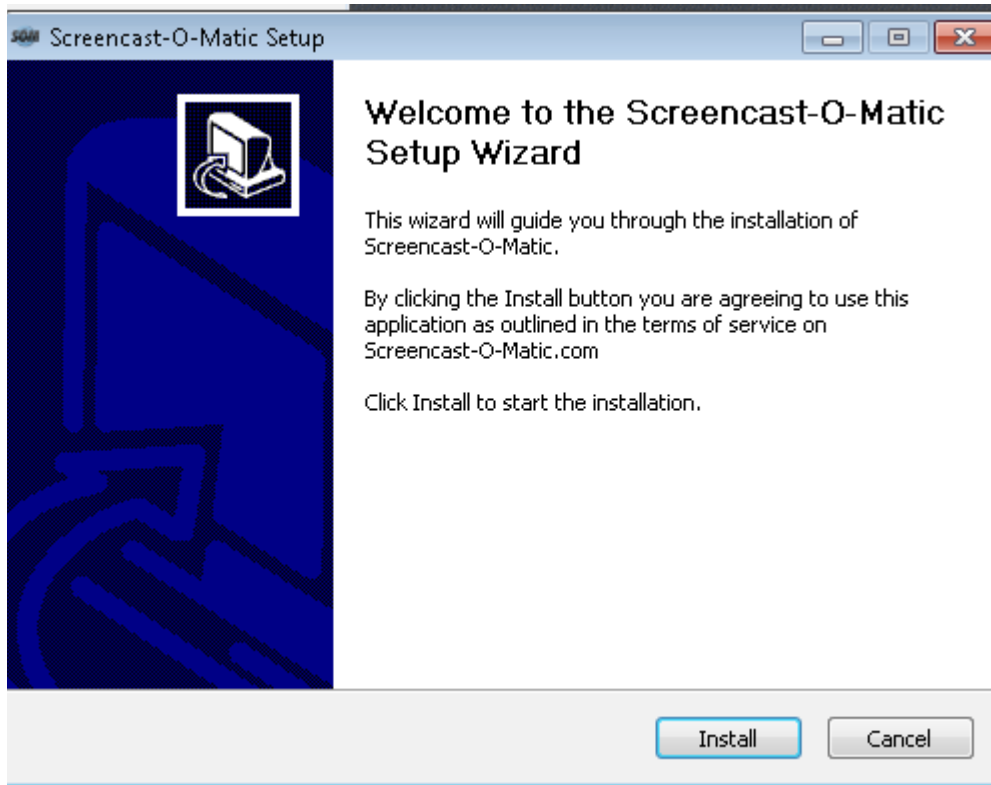 SOM Screencast-O-Matic Setup
Welcome to the Screencast-O-Matic
Setup Wizard
This wizard will guide you through the installation of
Screencast-O-Matic.
By clicking the Install button you are agreeing to use this
application as outlined in the terms of service on
Screencast-O-Matic.com
Click Install to start the installation.
Install Cancel